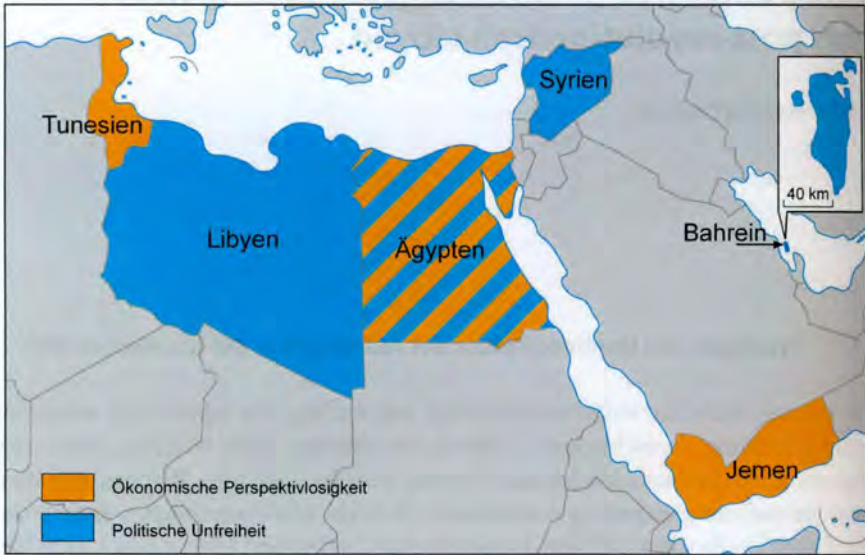 Syrien
Tunesien
40 km
Libyen
Ägypten
Bahrein
Jemen
Ökonomische Perspektivlosigkeit
Politische Unfreiheit